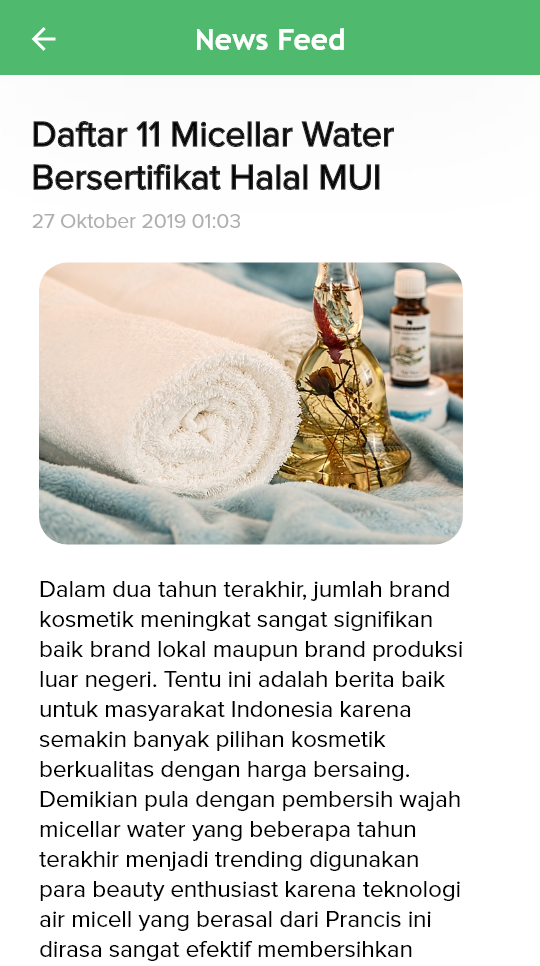 News Feed
Daftar 11 Micellar Water
Bersertifikat Halal MUI
27 Oktober 2019 01:03
Dalam dua tahun terakhir, jumlah brand
kosmetik meningkat sangat signifikan
baik brand lokal maupun brand produksi
luar negeri. Tentu ini adalah berita baik
untuk masyarakat Indonesia karena
semakin banyak pilihan kosmetik
berkualitas dengan harga bersaing.
Demikian pula dengan pembersih wajah
micellar water yang beberapa tahun
terakhir menjadi trending digunakan
para beauty enthusiast karena teknologi
air micell yang berasal dari Prancis ini
dirasa sangat efektif membersihkan